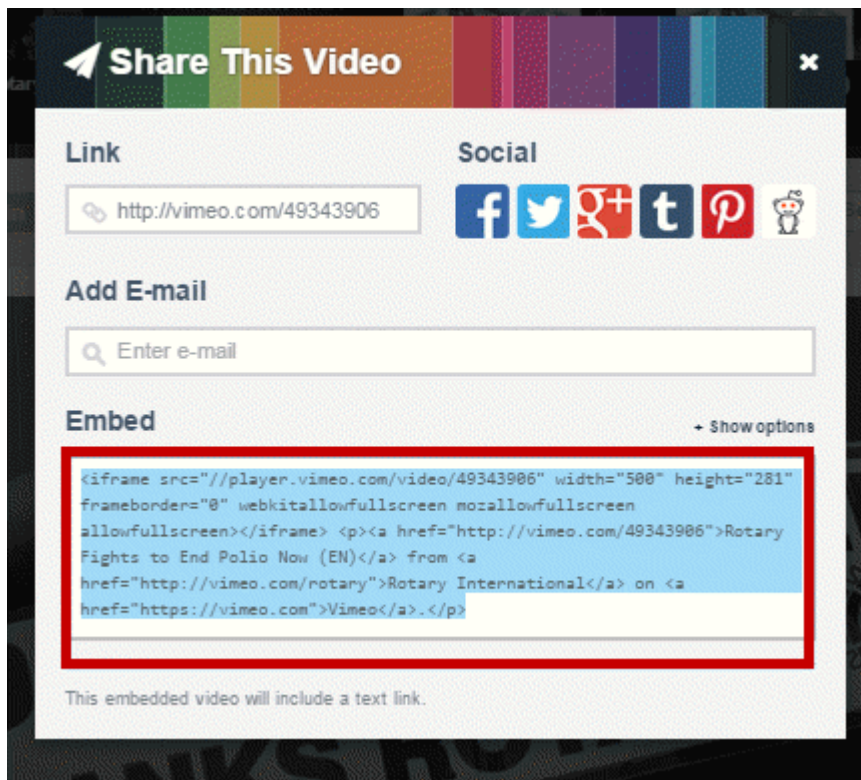 Share This Video
Link
Social
http://vimeo.com/49343906
Add E-mail
Enter e-mail
Embed
+ Show options
<iframe src="//player.vimeo.com/video/49343906" width="500" height="281"
frameborder="0" webkitallowfullscreen mozallowfullscreen
allowfullscreen></iframe> <p><a href="http://vimeo.com/49343906">Rotary
Fights to End Polio Now (EN)</a> from <a
href="http://vimeo.com/rotary">Rotary International</a> on <a
href="https://vimeo.com">Vimeo</a>.</p>
This embedded video will include a text link.